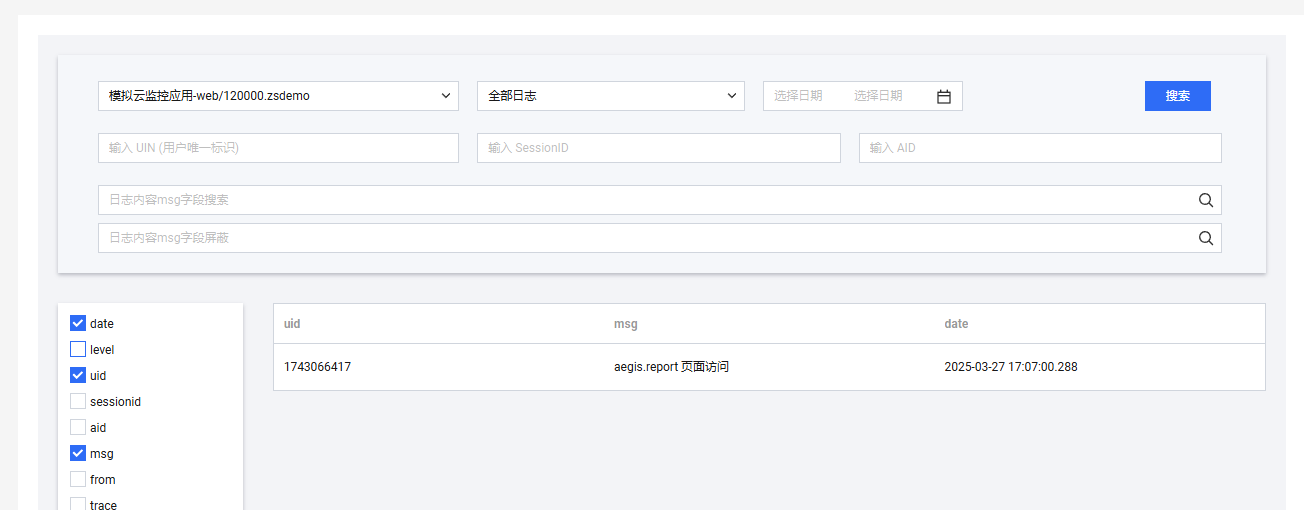 模拟云监控应用-web/120000.zsdemo 全部日志 选择日期 选择日期 搜索
输入 UIN (用户唯一标识) 输入 SessionID 输入 AID
日志内容msg字段搜索
日志内容msg字段屏蔽
date
level
uid
sessionid
aid
msg
from
trace
uid msg date
1743066417 aegis.report 页面访问 2025-03-27 17:07:00.288